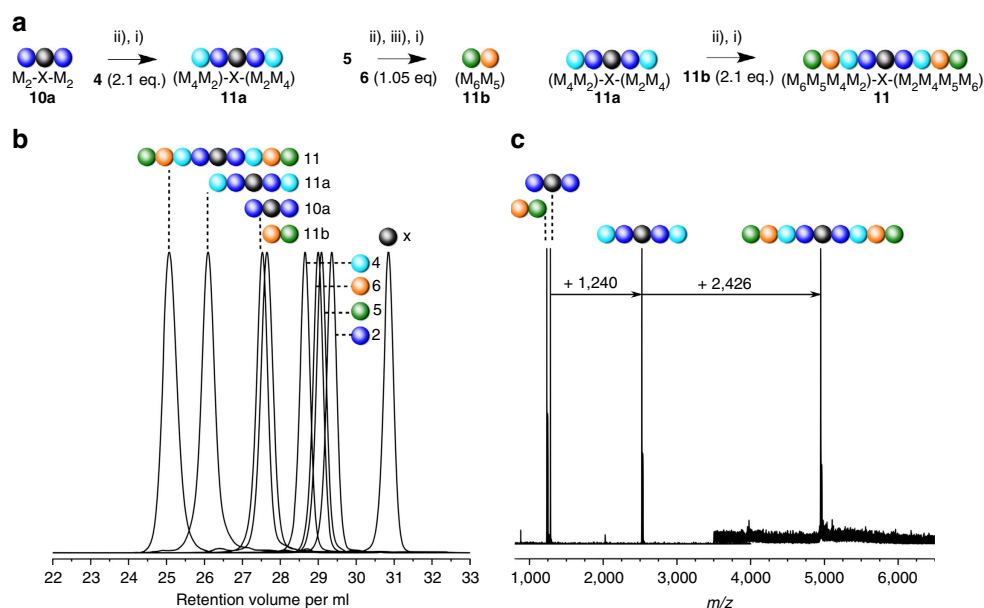 a
ii), i)
M2-X-M2
4 (2.1 eq.)
(M4M2)-X-(M2M4)
10a
11a
ii), iii), i)
5
6 (1.05 eq)
(M6M5)
11b
ii), i)
(M4M2)-X-(M2M4)
11b (2.1 eq.)
(M6M5M4M2)-X-(M2M4M5M6)
11a
11
b
11
11a
10a
11b
x
4
6
5
2
22 23 24 25 26 27 28 29 30 31 32 33
Retention volume per ml
c
+ 1,240
+ 2,426
1,000 2,000 3,000 4,000 5,000 6,000
m/z